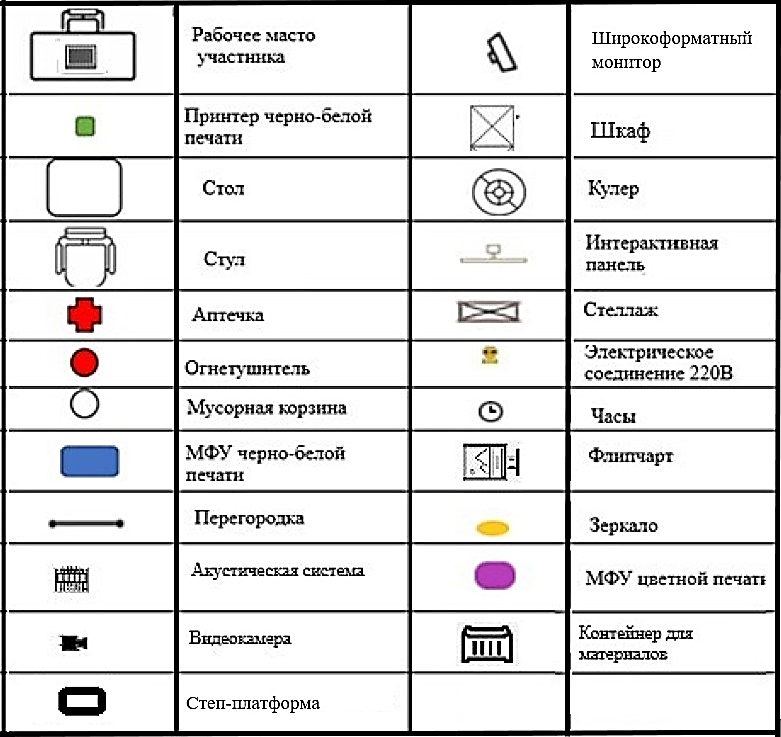 Рабочее масто
участника
Широкоформатный
монитор
Принтер черно-белой
печати
Шкаф
Стол
Кулер
Стул
Интерактивная
панель
Аптечка
Стеллаж
Огнетушитель
Электрическое
соединение 220В
Мусорная корзина
Часы
МФУ черно-белой
печати
Флипчарт
Перегородка
Зеркало
Акустическая система
МФУ цветной печати
Видеокамера
Контейнер для
материалов
Степ-платформа